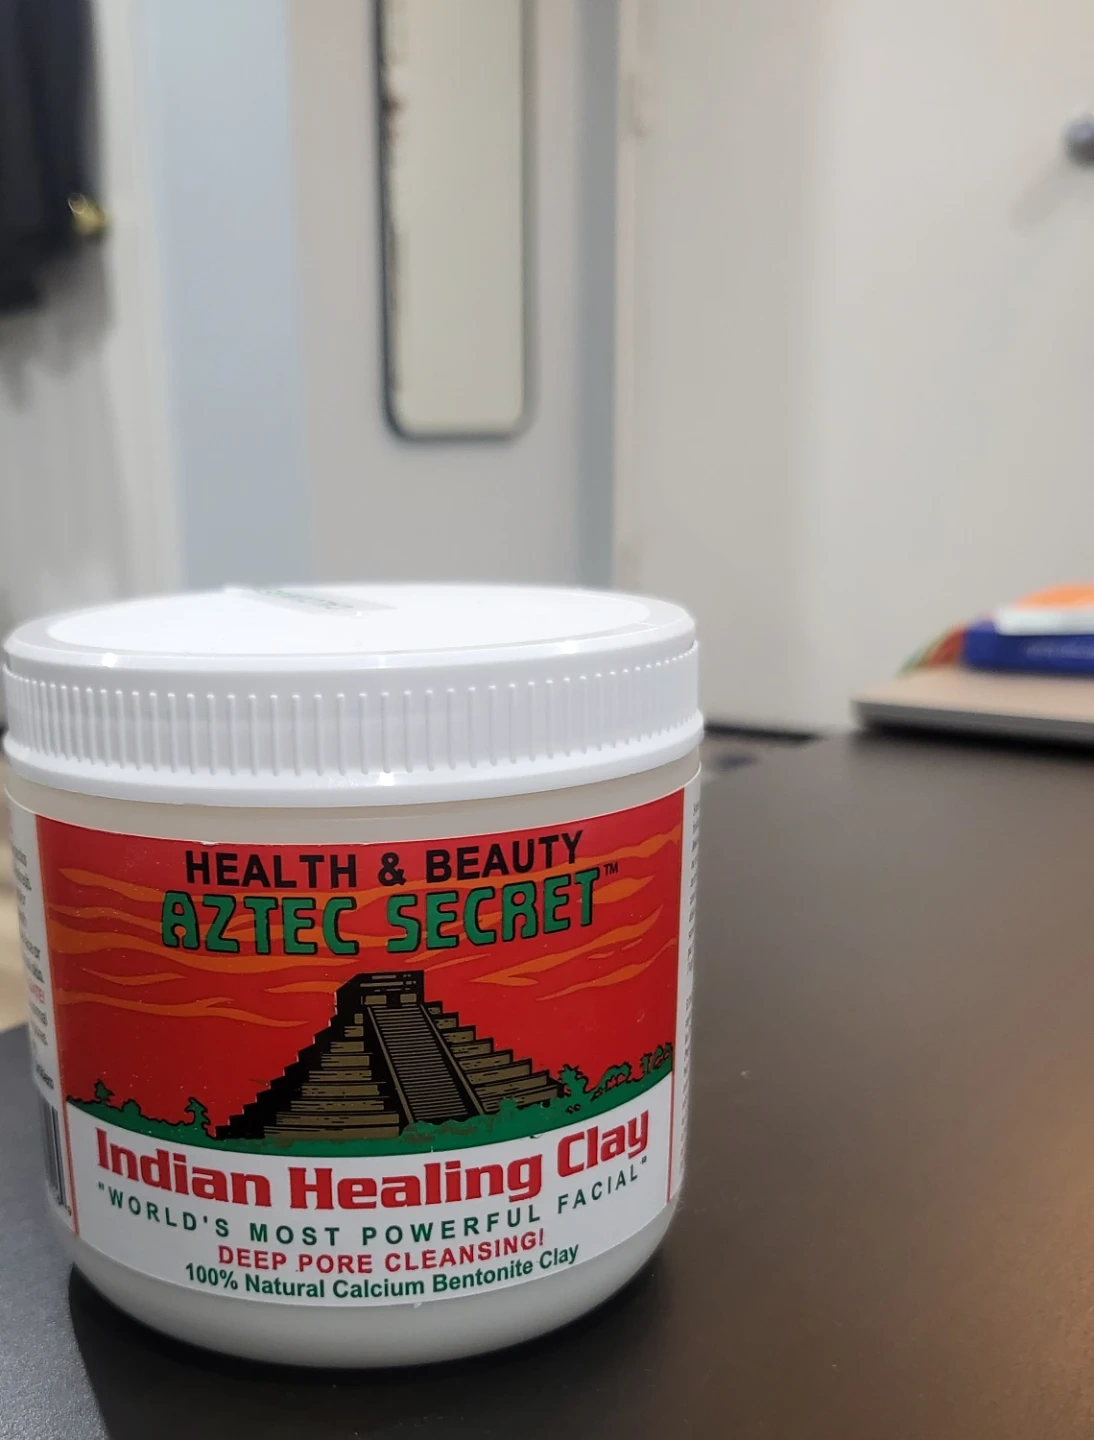 HEALTH & BEAUTY
AZTEC SECRET™
Indian Healing Clay
"WORLD'S MOST POWERFUL FACIAL"
DEEP PORE CLEANSING!
100% Natural Calcium Bentonite Clay